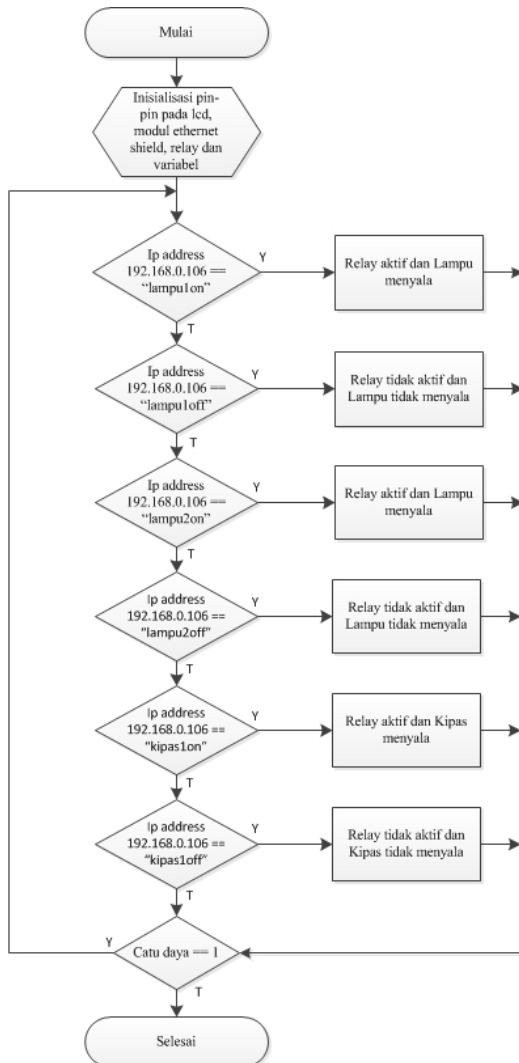 Mulai
Inisialisasi pin-
pin pada lcd,
modul ethernet
shield, relay dan
variabel
Ip address
192.168.0.106 ==
“lampu1on”
Y
Relay aktif dan Lampu
menyala
T
Ip address
192.168.0.106 ==
“lampu1off”
Y
Relay tidak aktif dan
Lampu tidak menyala
T
Ip address
192.168.0.106 ==
“lampu2on”
Y
Relay aktif dan Lampu
menyala
T
Ip address
192.168.0.106 ==
“lampu2off”
Y
Relay tidak aktif dan
Lampu tidak menyala
T
Ip address
192.168.0.106 ==
“kipas1on”
Y
Relay aktif dan Kipas
menyala
T
Ip address
192.168.0.106 ==
“kipas1off”
Y
Relay tidak aktif dan
Kipas tidak menyala
T
Y
Catu daya == 1
T
Selesai